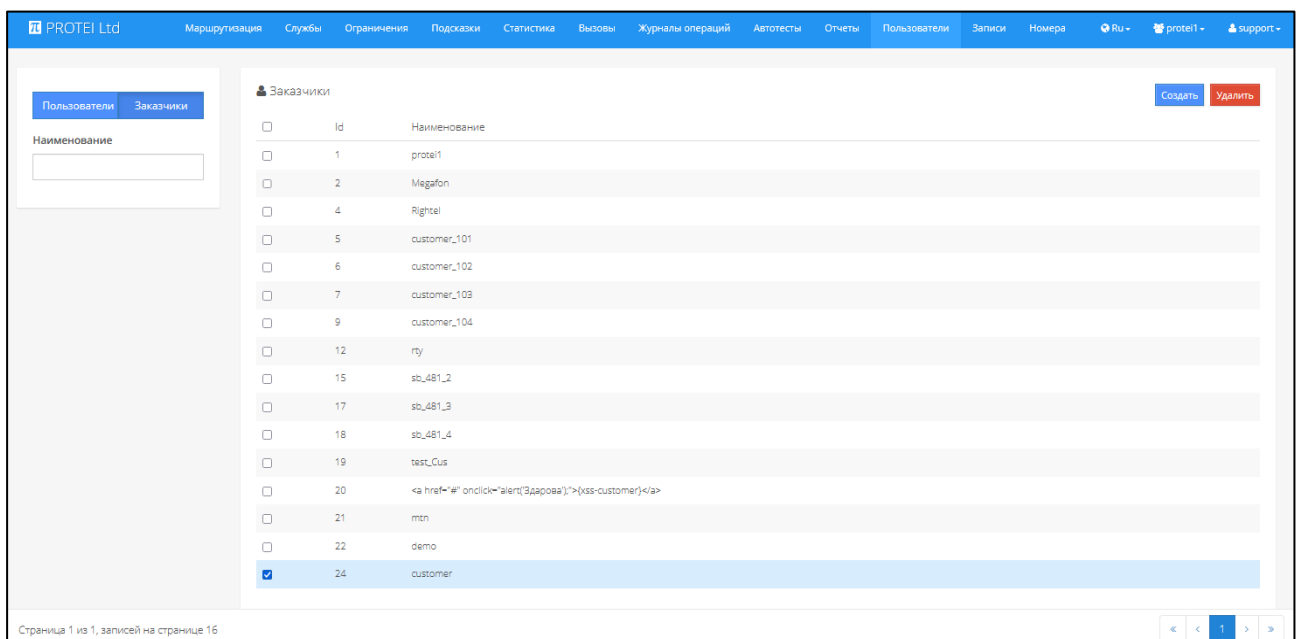 PROTEI Ltd Маршрутизация Службы Ограничения Подсказки Статистика Вызовы Журналы операций Автотесты Отчеты Пользователи Записи Номера Ru protei1 support
Пользователи Заказчики
Наименование
Заказчики
Создать Удалить
Id Наименование
1 protei1
2 Megafon
4 Rightel
5 customer_101
6 customer_102
7 customer_103
9 customer_104
12 rty
15 sb_481_2
17 sb_481_3
18 sb_481_4
19 test_Cus
20 <a href="#" onclick="alert('Здарова');">{xss-customer}</a>
21 mtn
22 demo
24 customer
Страница 1 из 1, записей на странице 16
« < 1 > »